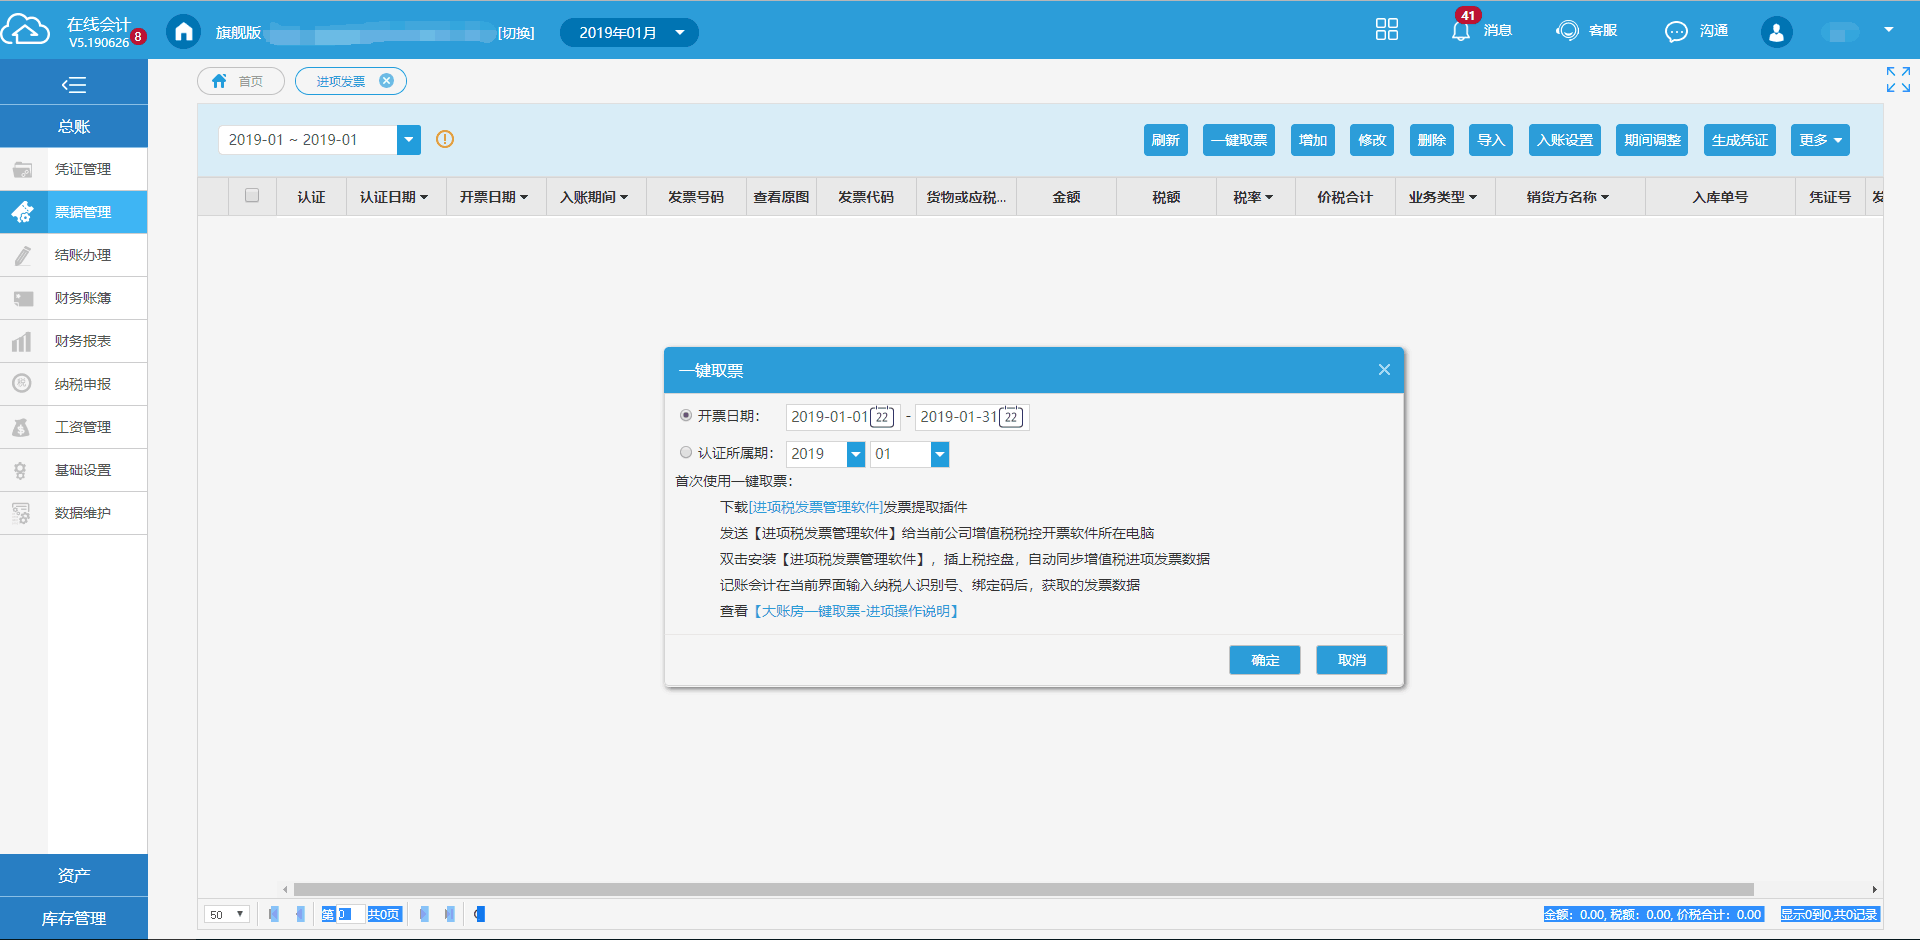 在线会计
V5.190626
8
旗舰版
[切换]
2019年01月
41
消息
客服
沟通
首页
进项发票
总账
凭证管理
票据管理
结账办理
财务账簿
财务报表
纳税申报
工资管理
基础设置
数据维护
资产
库存管理
2019-01 ~ 2019-01
刷新
一键取票
增加
修改
删除
导入
入账设置
期间调整
生成凭证
更多
认证
认证日期
开票日期
入账期间
发票号码
查看原图
发票代码
货物或应税...
金额
税额
税率
价税合计
业务类型
销货方名称
入库单号
凭证号
发
一键取票
开票日期：
2019-01-01
22
-
2019-01-31
22
认证所属期：
2019
01
首次使用一键取票：
下载[进项税发票管理软件]发票提取插件
发送【进项税发票管理软件】给当前公司增值税税控开票软件所在电脑
双击安装【进项税发票管理软件】，插上税控盘，自动同步增值税进项发票数据
记账会计在当前界面输入纳税人识别号、绑定码后，获取的发票数据
查看【大账房一键取票-进项操作说明】
确定
取消
50
第
0
共0页
金额：0.00, 税额：0.00, 价税合计：0.00
显示0到0,共0记录